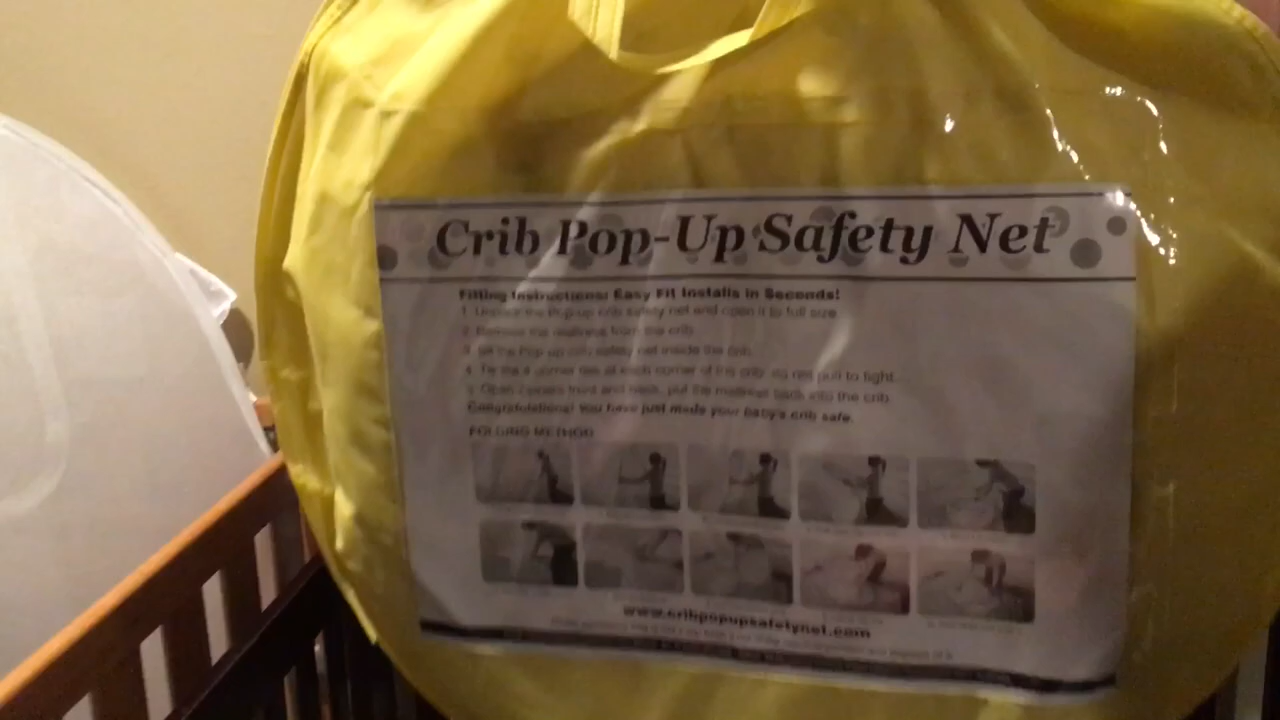 Crib Pop-Up Safety Net
Fitting Instructions: Easy Fit Installs in Seconds!
1. Unpack the Pop-up crib safety net and open it to full size
2. Remove the mattress from the crib.
3. Sit the Pop up crib safety net inside the crib.
4. Tie the 4 corner ties at each corner of the crib, do not pull to tight.
5. Open zippers front and back, put the mattress back into the crib.
Congratulations! You have just made your baby's crib safe.
FOLDING METHOD
www.cribpopupsafetynet.com